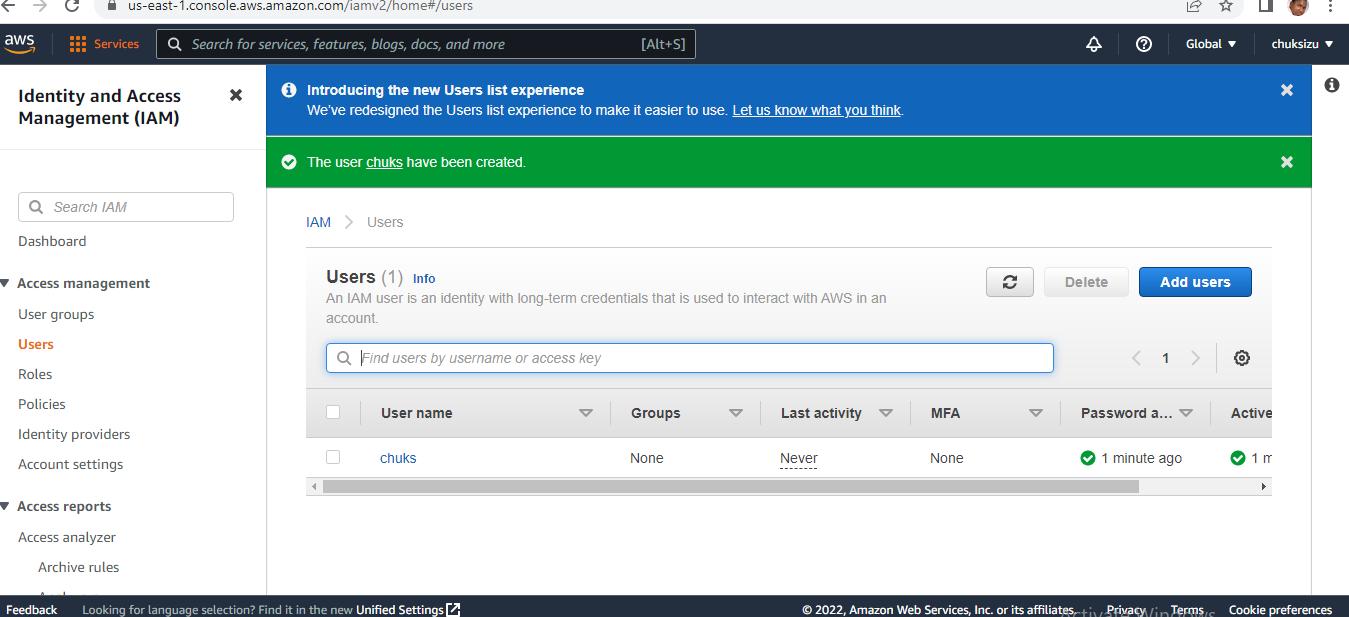 us-east-1.console.aws.amazon.com/iamv2/home#/users
aws
Services
Search for services, features, blogs, docs, and more
[Alt+S]
Global
chuksizu
Identity and Access
Management (IAM)
Search IAM
Dashboard
Access management
User groups
Users
Roles
Policies
Identity providers
Account settings
Access reports
Access analyzer
Archive rules
Introducing the new Users list experience
We've redesigned the Users list experience to make it easier to use. Let us know what you think.
The user chuks have been created.
IAM
Users
Users (1) Info
An IAM user is an identity with long-term credentials that is used to interact with AWS in an
account.
Delete
Add users
Find users by username or access key
1
User name Groups Last activity MFA Password a... Active
chuks None Never None 1 minute ago 1 m
Feedback
Looking for language selection? Find it in the new Unified Settings
© 2022, Amazon Web Services, Inc. or its affiliates.
Privacy
Terms
Cookie preferences
Activate Windows